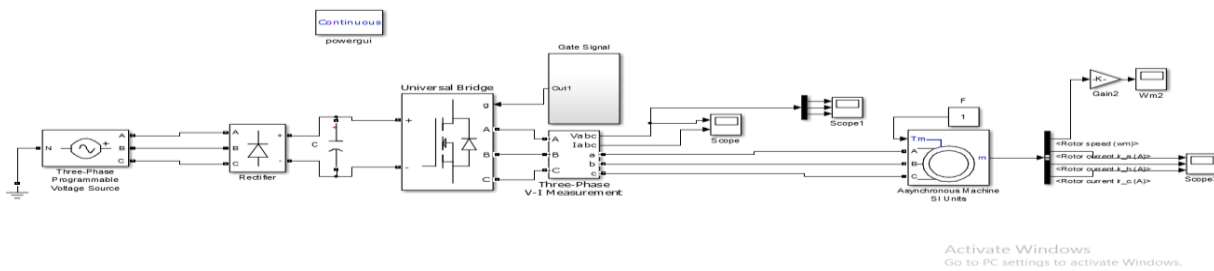 Continuous
powergui
Gate Signal
Out1
Universal Bridge
g
+
-
A
B
C
N
A
B
C
Three-Phase
Programmable
Voltage Source
A
B
C
+
-
Rectifier
C
A
B
C
Vabc
Iabc
a
b
c
Three-Phase
V-I Measurement
Scope
Scope1
F
1
Tm
A
B
C
m
Asynchronous Machine
SI Units
-K-
Gain2
Wm2
<Rotor speed (wm)>
<Rotor current ir_a (A)>
<Rotor current ir_b (A)>
<Rotor current ir_c (A)>
Activate Windows
Go to PC settings to activate Windows.